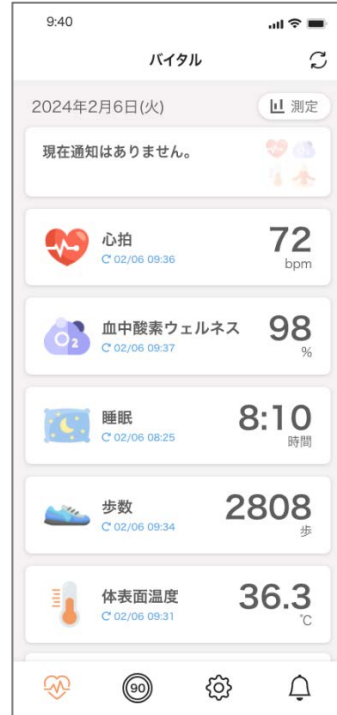 9:40
バイタル
2024年2月6日(火)
測定
現在通知はありません。
心拍
02/06 09:36
72
bpm
血中酸素ウェルネス
02/06 09:37
98
%
O2
睡眠
02/06 08:25
8:10
時間
歩数
02/06 09:34
2808
歩
体表面温度
02/06 09:31
36.3
℃
90